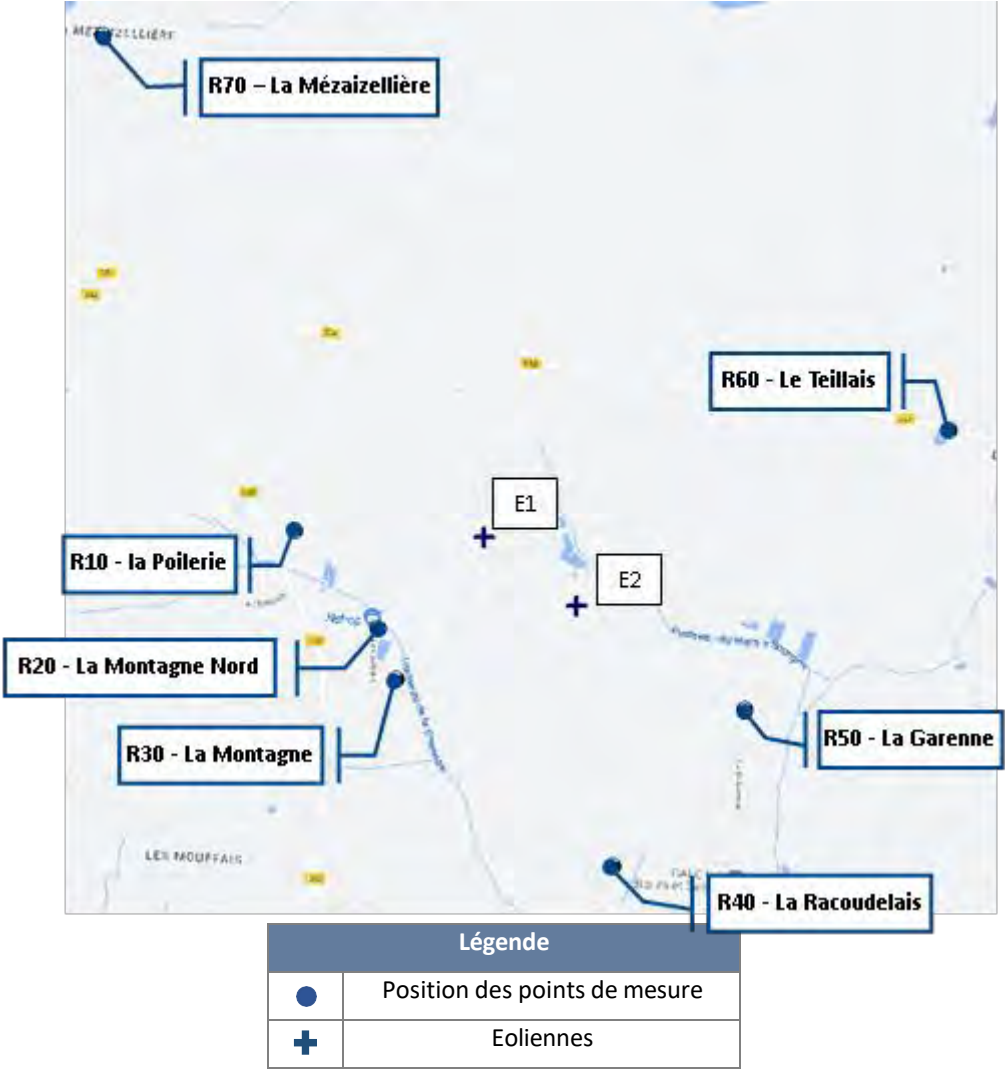 R70 – La Mézaizellière
R60 - Le Teillais
E1
R10 - la Poilerie
E2
R20 - La Montagne Nord
R30 - La Montagne
R50 - La Garenne
LES MOUFFAIS
R40 - La Racoudelais
Légende
Position des points de mesure
Eoliennes